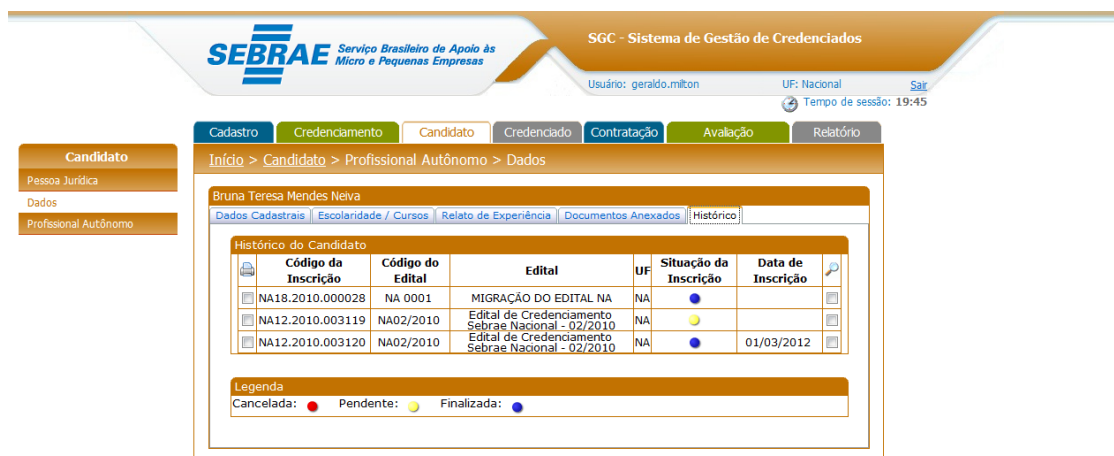 SEBRAE
Serviço Brasileiro de Apoio às
Micro e Pequenas Empresas
SGC - Sistema de Gestão de Credenciados
Usuário: geraldo.milton UF: Nacional Sair
Tempo de sessão: 19:45
Cadastro Credenciamento Candidato Credenciado Contratação Avaliação Relatório
Candidato
Pessoa Jurídica
Dados
Profissional Autônomo
Início > Candidato > Profissional Autônomo > Dados
Bruna Teresa Mendes Neiva
Dados Cadastrais Escolaridade / Cursos Relato de Experiência Documentos Anexados Histórico
Histórico do Candidato
Código da Inscrição Código do Edital Edital UF Situação da Inscrição Data de Inscrição
NA18.2010.000028 NA 0001 MIGRAÇÃO DO EDITAL NA NA
NA12.2010.003119 NA02/2010 Edital de Credenciamento Sebrae Nacional - 02/2010 NA
NA12.2010.003120 NA02/2010 Edital de Credenciamento Sebrae Nacional - 02/2010 NA 01/03/2012
Legenda
Cancelada: Pendente: Finalizada: